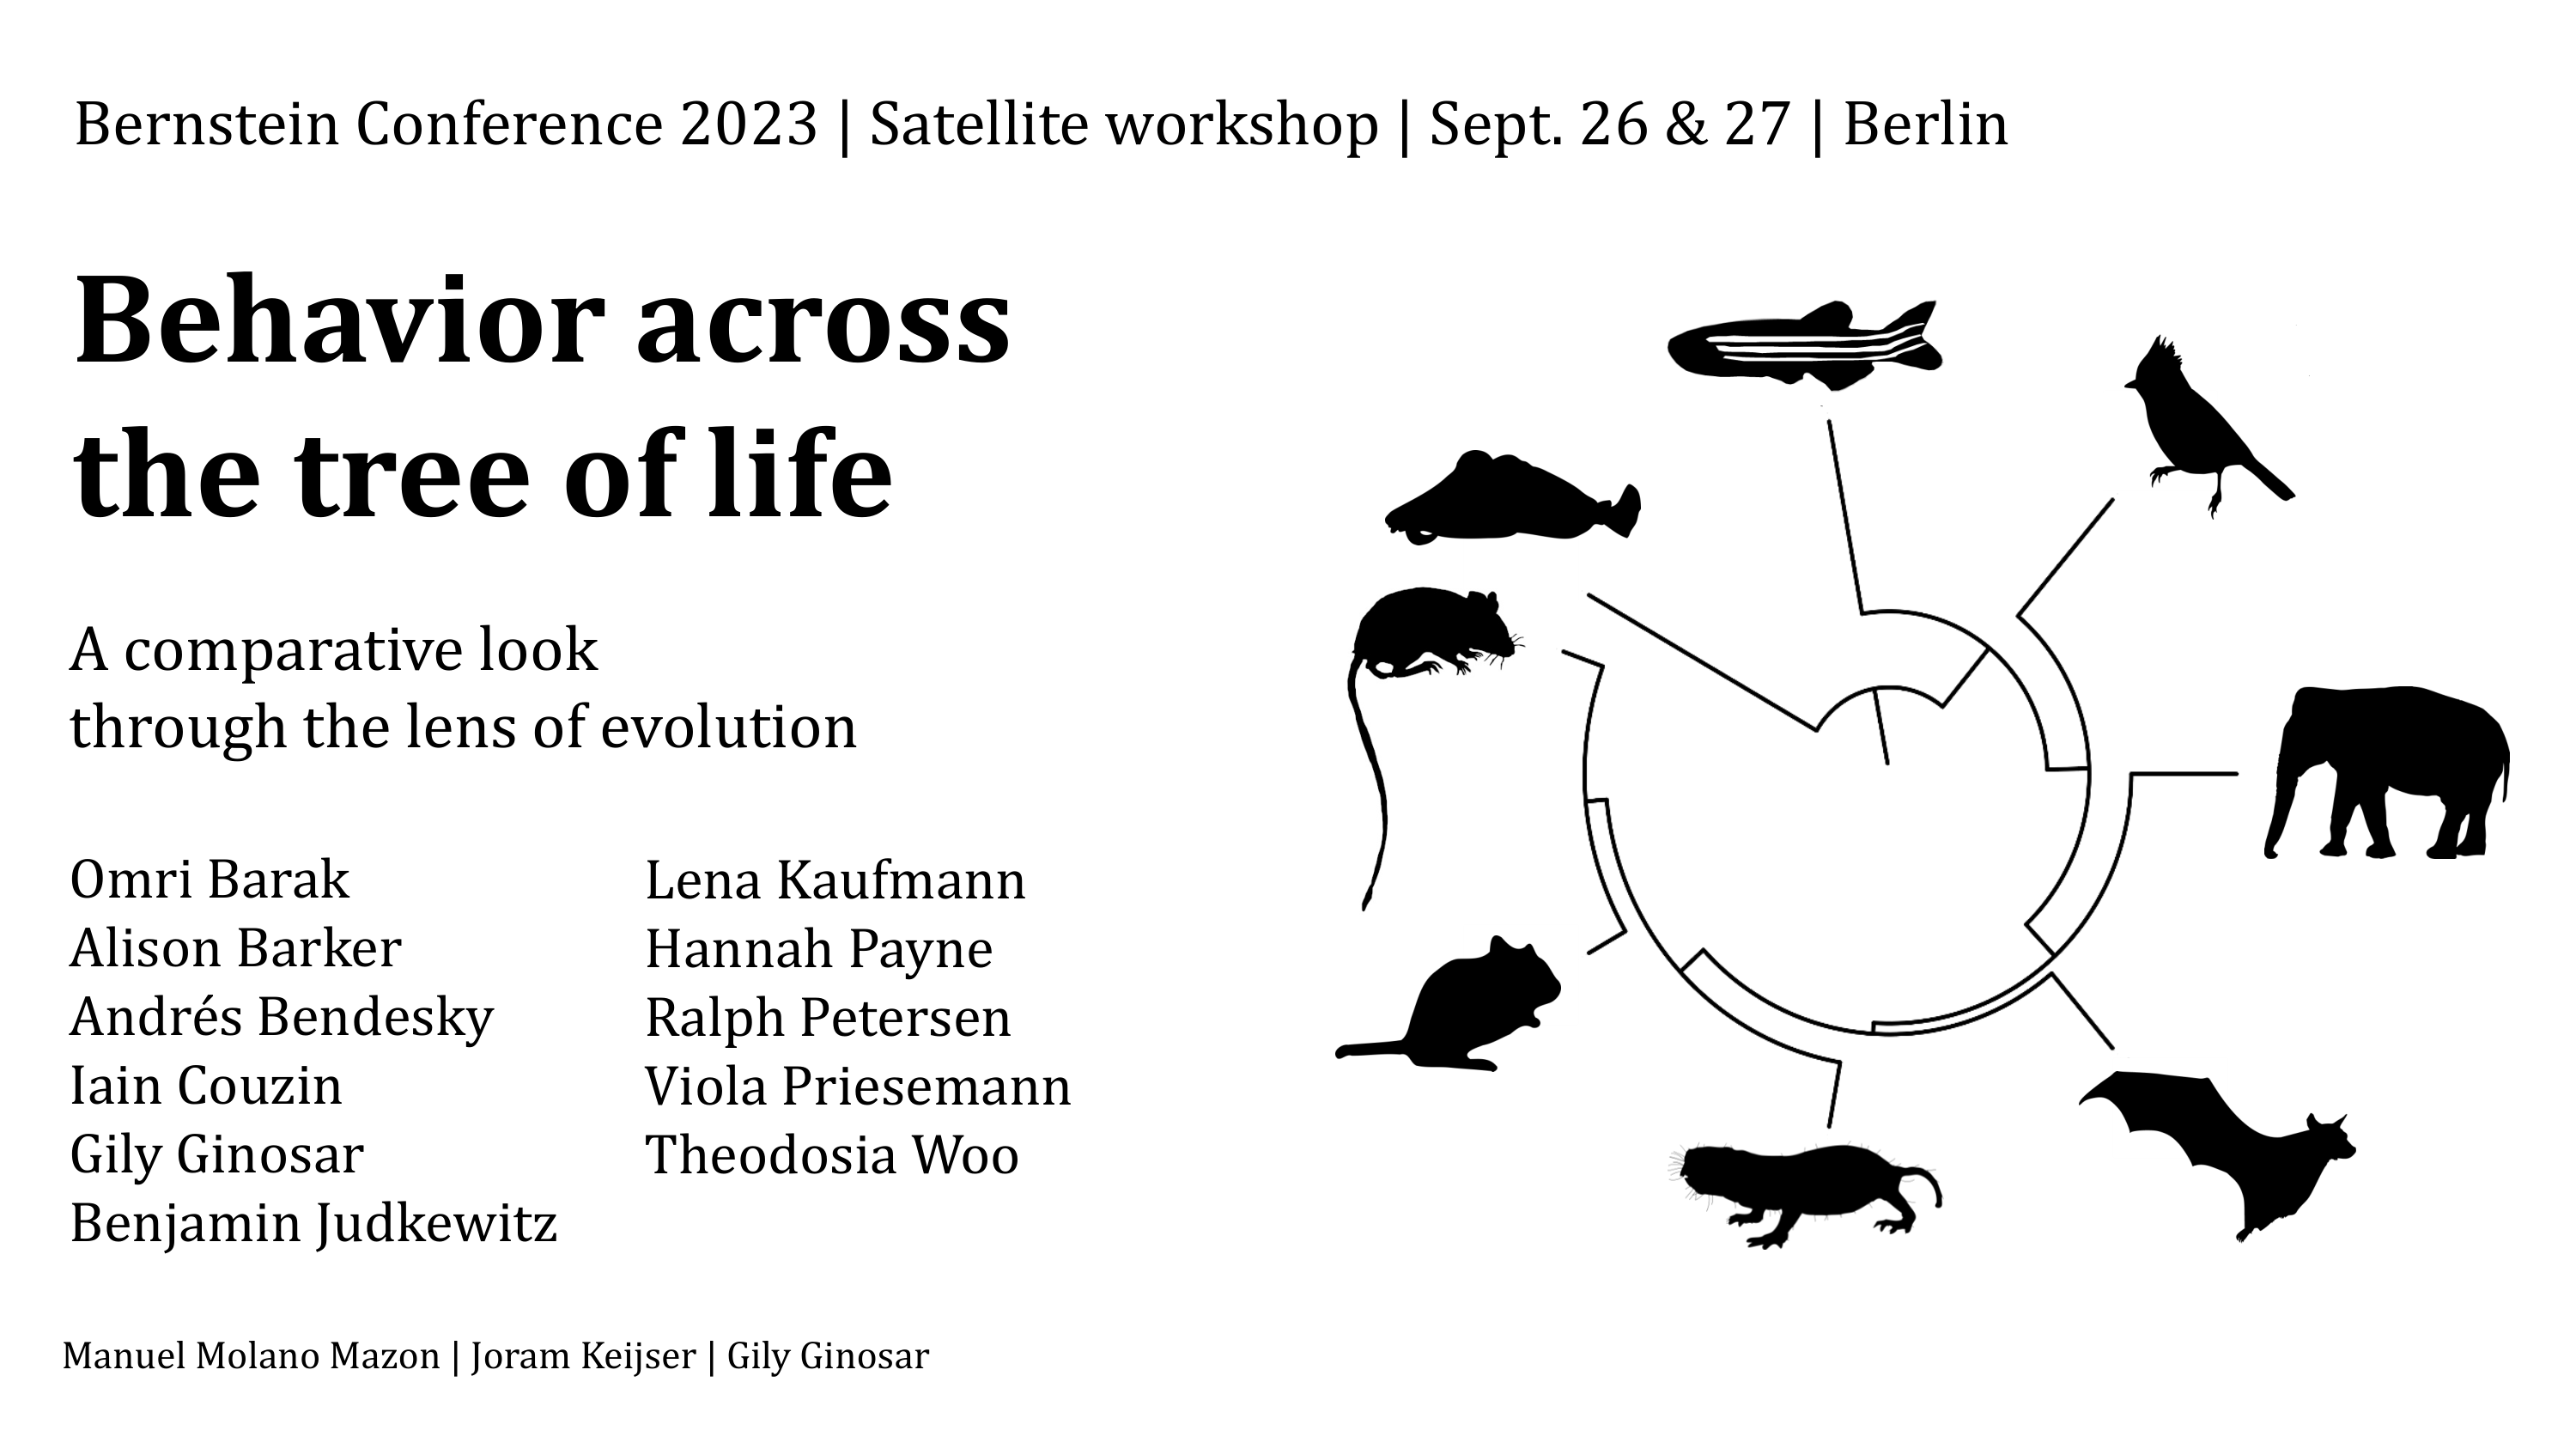 Bernstein Conference 2023 | Satellite workshop | Sept. 26 & 27 | Berlin
Behavior across
the tree of life
A comparative look
through the lens of evolution
Omri Barak
Alison Barker
Andrés Bendesky
Iain Couzin
Gily Ginosar
Benjamin Judkewitz
Lena Kaufmann
Hannah Payne
Ralph Petersen
Viola Priesemann
Theodosia Woo
Manuel Molano Mazon | Joram Keijser | Gily Ginosar